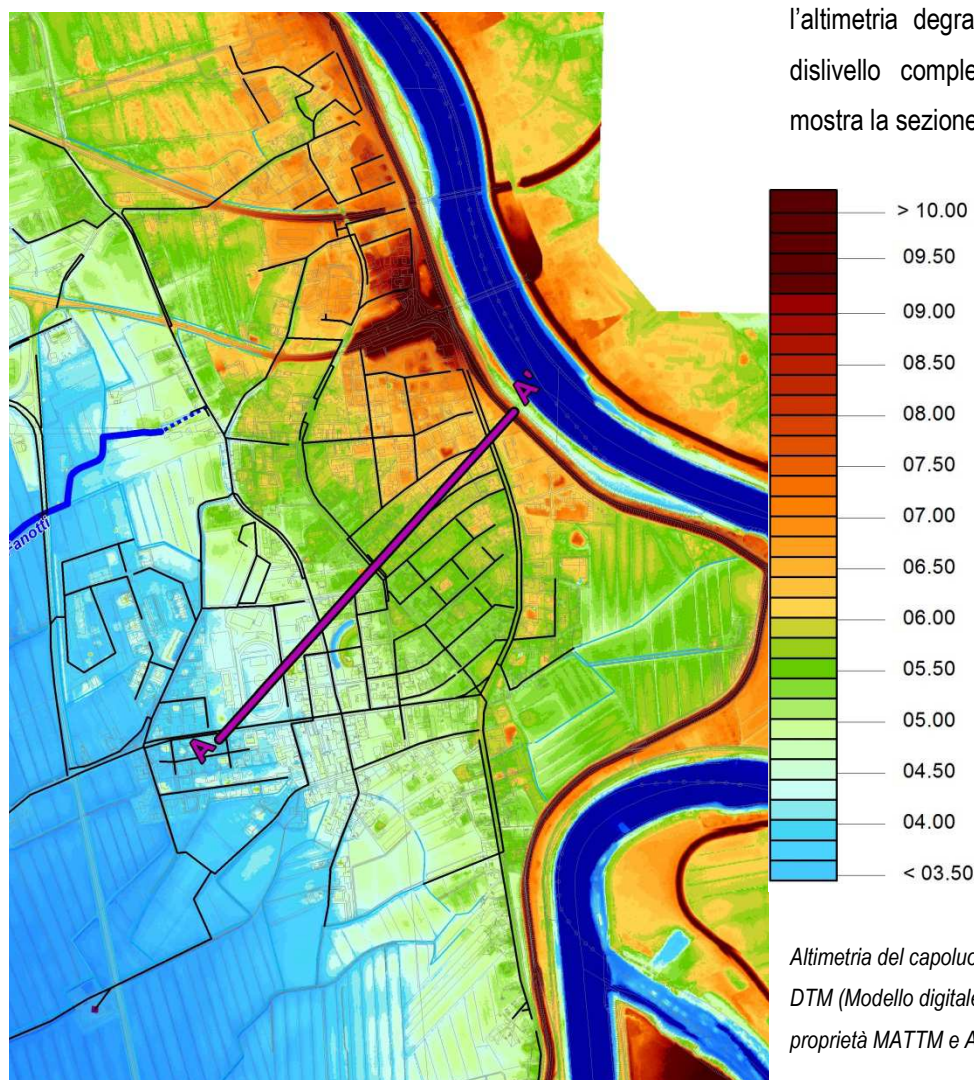 l'altimetria degra
dislivello comple
mostra la sezione
> 10.00
09.50
09.00
08.50
08.00
07.50
07.00
06.50
06.00
05.50
05.00
04.50
04.00
< 03.50
A'
anotti
A
Altimetria del capoluo
DTM (Modello digitale
proprietà MATTM e A